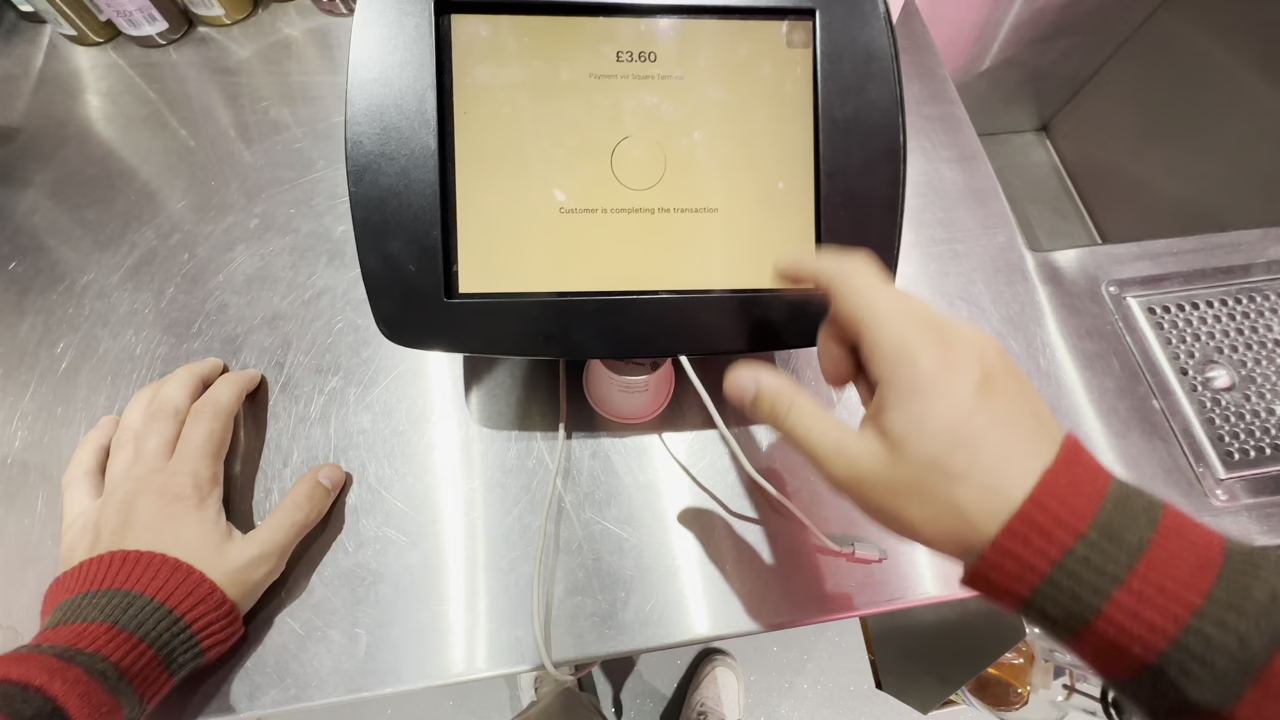 £3.60
Payment via Square Terminal
Customer is completing the transaction